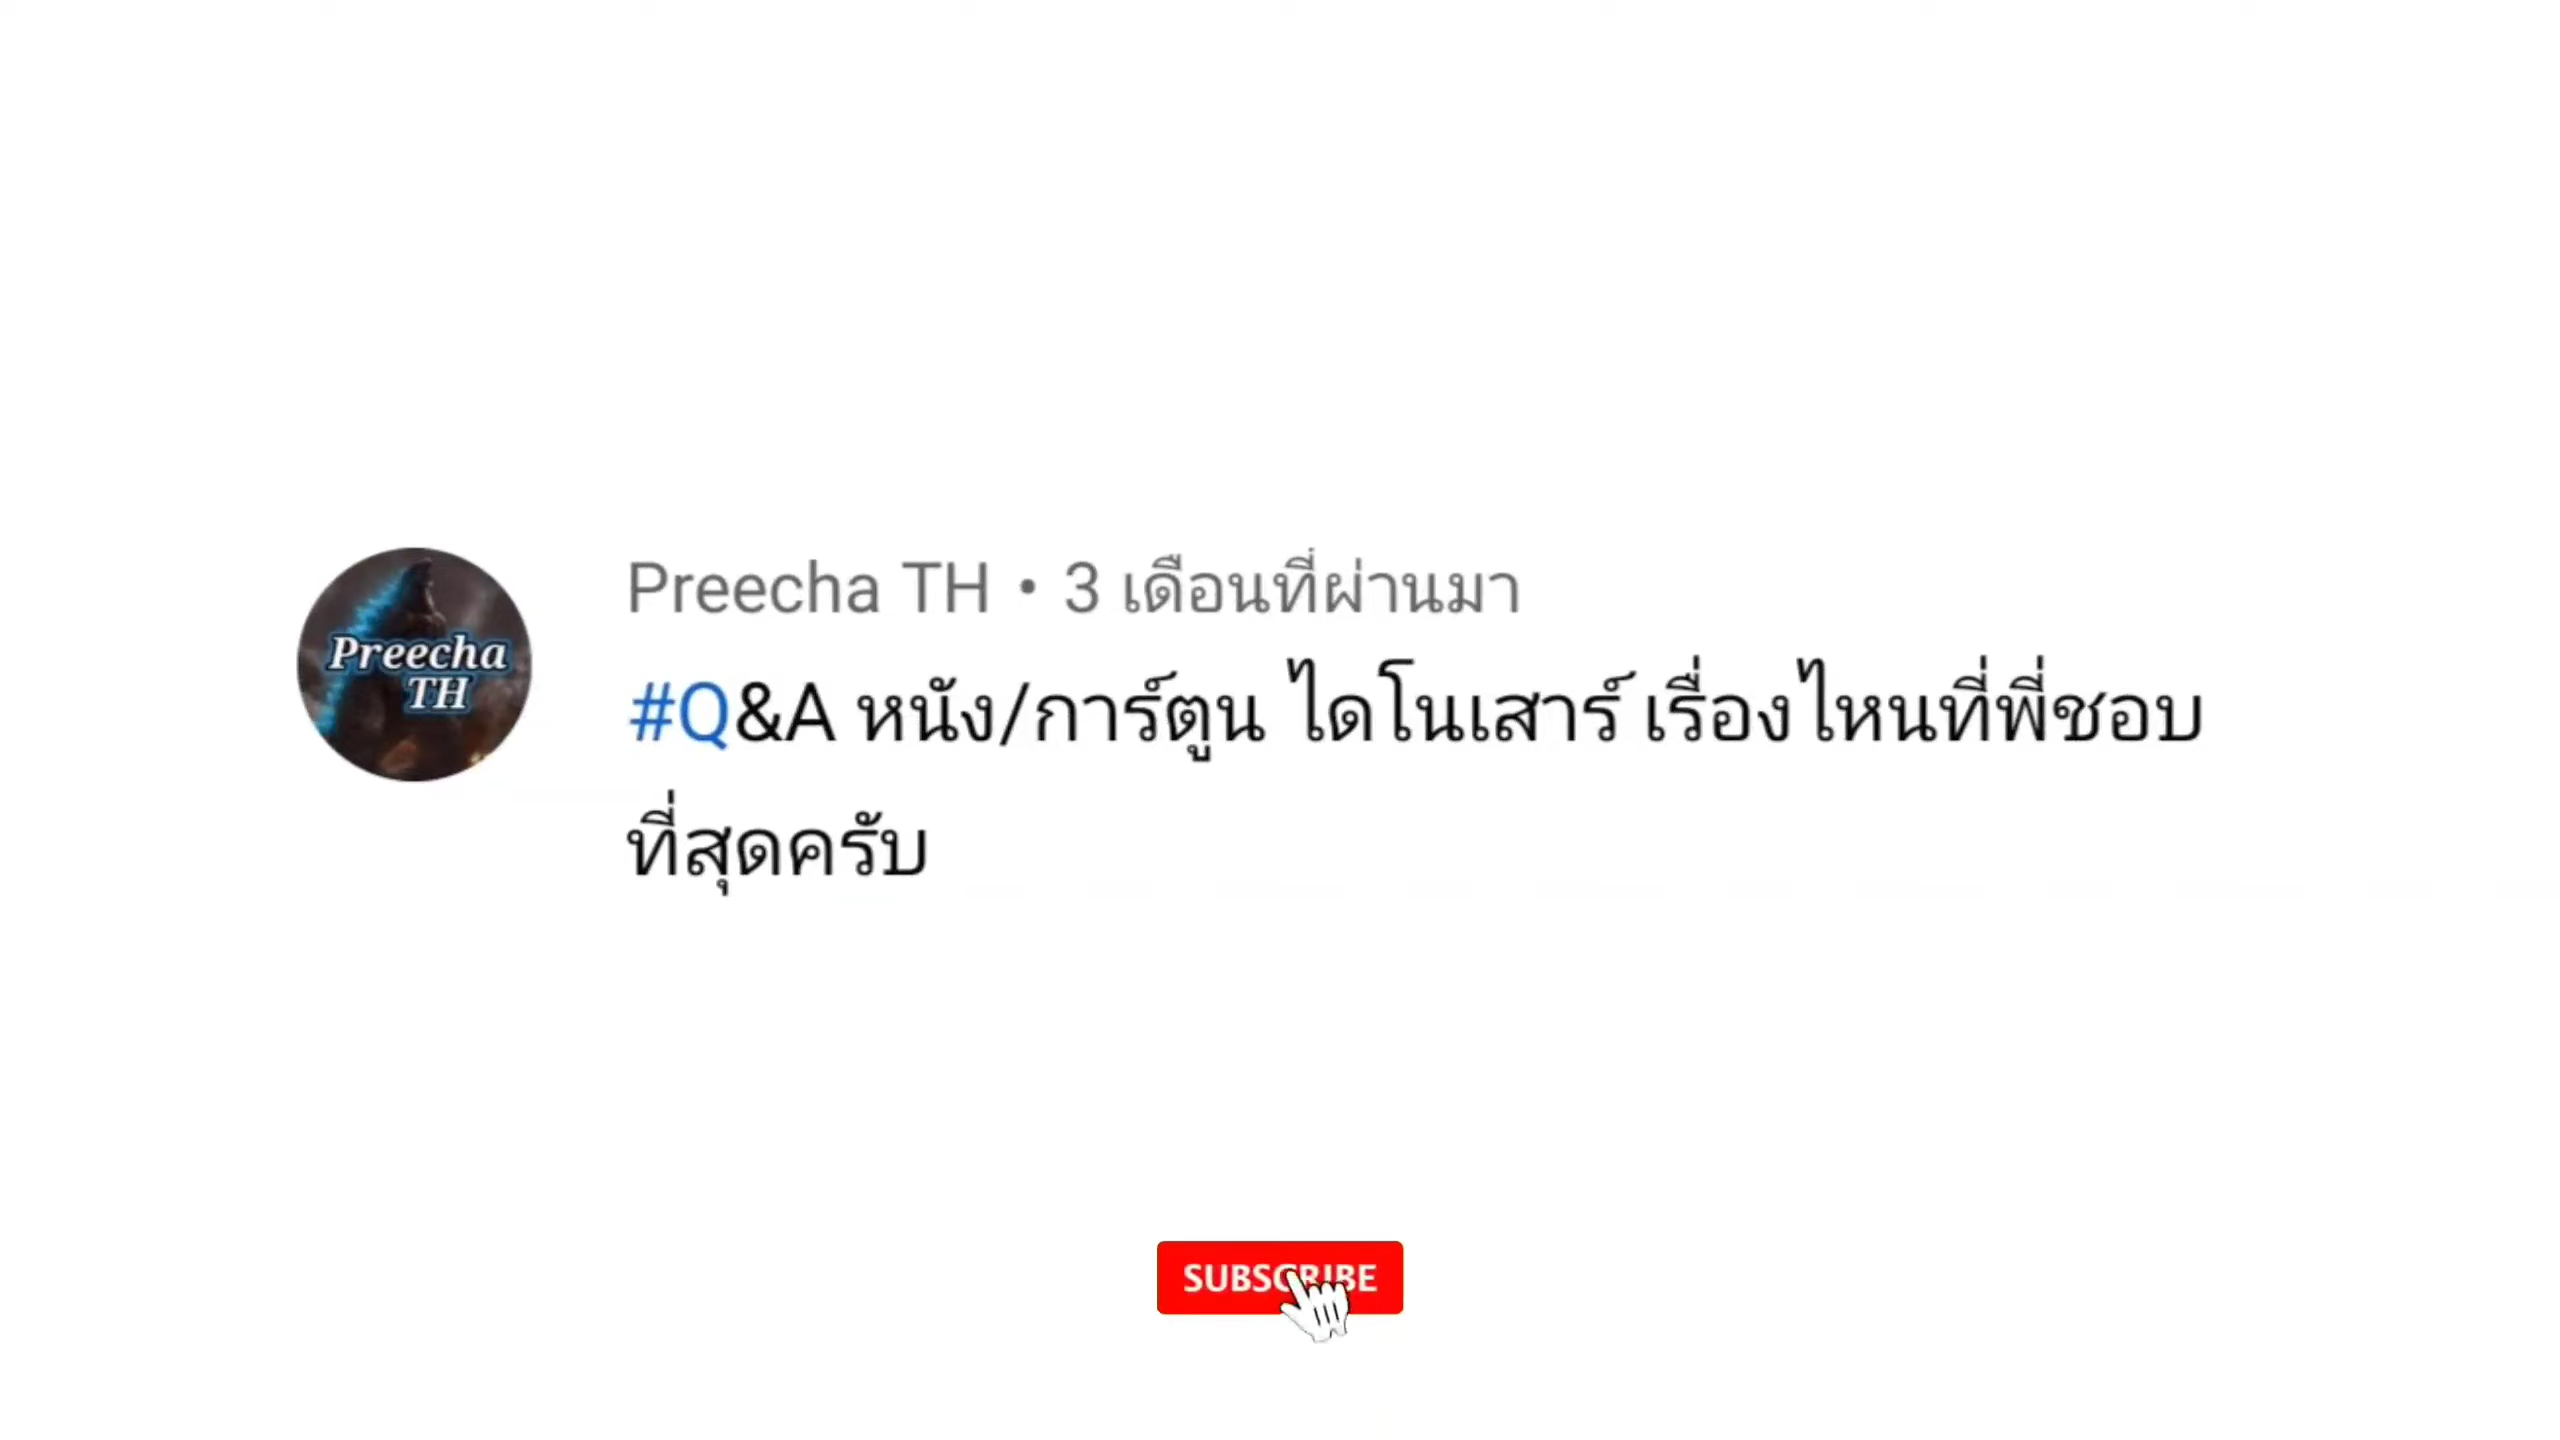 Preecha
TH
Preecha TH • 3 เดือนที่ผ่านมา
#Q&A หนัง/การ์ตูน ไดโนเสาร์ เรื่องไหนที่พี่ชอบ
ที่สุดครับ
SUBSCRIBE